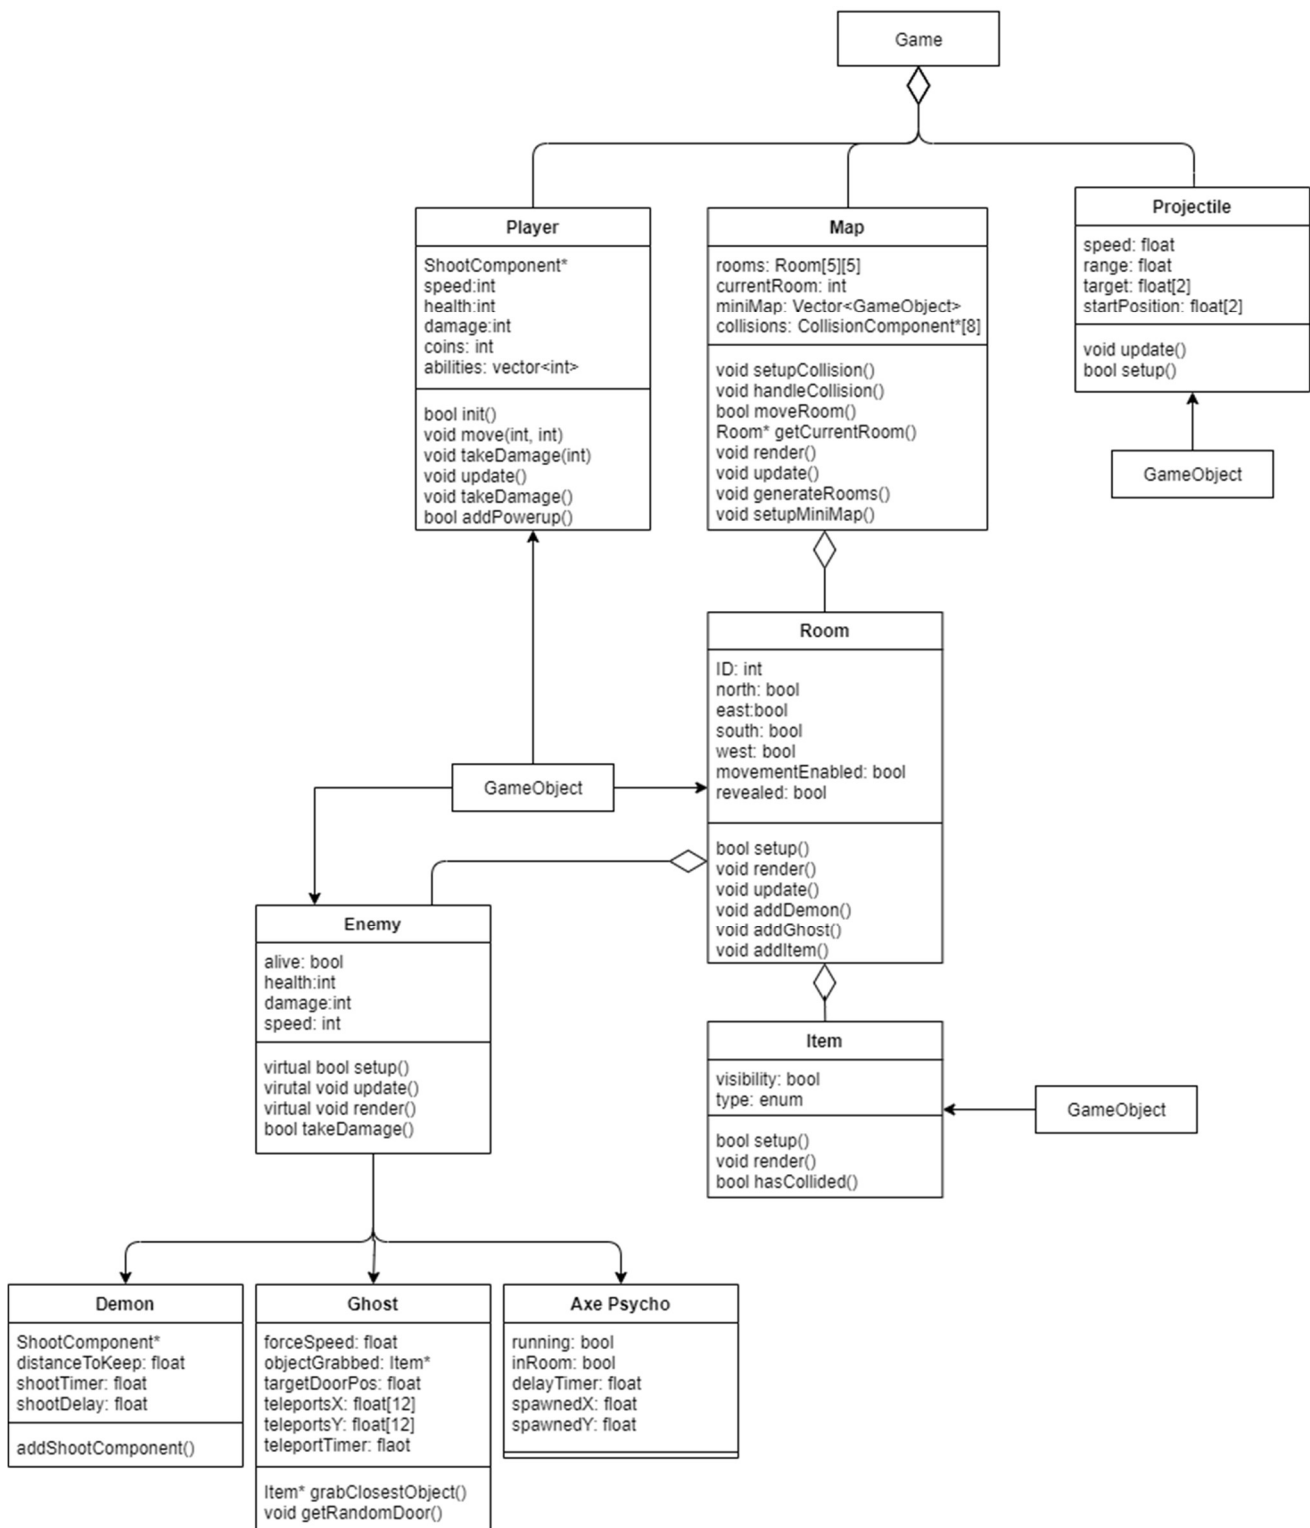 Game
Player
ShootComponent*
speed:int
health:int
damage:int
coins: int
abilities: vector<int>
bool init()
void move(int, int)
void takeDamage(int)
void update()
void takeDamage()
bool addPowerup()
Map
rooms: Room[5][5]
currentRoom: int
miniMap: Vector<GameObject>
collisions: CollisionComponent*[8]
void setupCollision()
void handleCollision()
bool moveRoom()
Room* getCurrentRoom()
void render()
void update()
void generateRooms()
void setupMiniMap()
Projectile
speed: float
range: float
target: float[2]
startPosition: float[2]
void update()
bool setup()
GameObject
Room
ID: int
north: bool
east:bool
south: bool
west: bool
movementEnabled: bool
revealed: bool
bool setup()
void render()
void update()
void addDemon()
void addGhost()
void addItem()
GameObject
Enemy
alive: bool
health:int
damage:int
speed: int
virtual bool setup()
virutal void update()
virtual void render()
bool takeDamage()
Item
visibility: bool
type: enum
bool setup()
void render()
bool hasCollided()
GameObject
Demon
ShootComponent*
distanceToKeep: float
shootTimer: float
shootDelay: float
addShootComponent()
Ghost
forceSpeed: float
objectGrabbed: Item*
targetDoorPos: float
teleportsX: float[12]
teleportsY: float[12]
teleportTimer: flaot
Item* grabClosestObject()
void getRandomDoor()
Axe Psycho
running: bool
inRoom: bool
delayTimer: float
spawnedX: float
spawnedY: float